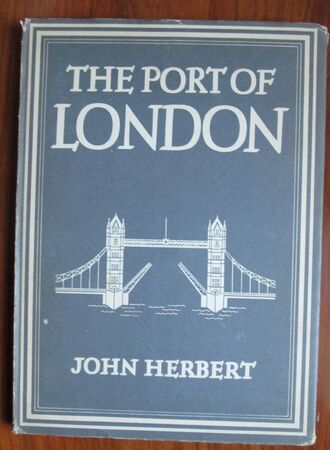 THE PORT OF
LONDON
JOHN HERBERT